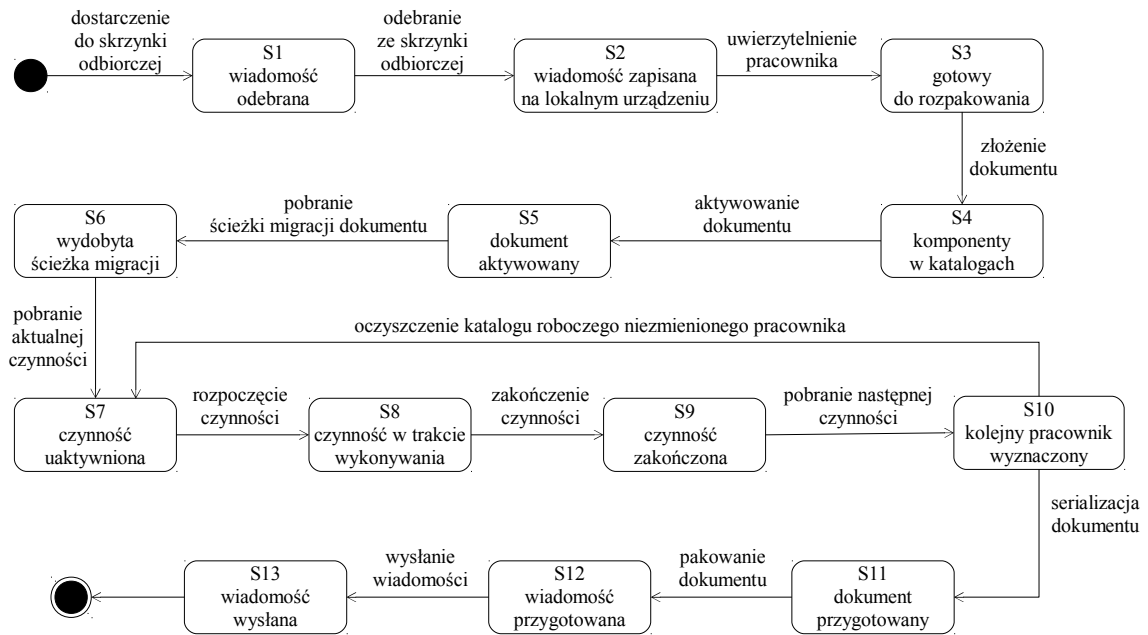 dostarczenie
do skrzynki
odbiorczej
S1
wiadomość
odebrana
odebranie
ze skrzynki
odbiorczej
S2
wiadomość zapisana
na lokalnym urządzeniu
uwierzytelnienie
pracownika
S3
gotowy
do rozpakowania
złożenie
dokumentu
S4
komponenty
w katalogach
aktywowanie
dokumentu
S5
dokument
aktywowany
pobranie
ścieżki migracji dokumentu
S6
wydobyta
ścieżka migracji
pobranie
aktualnej
czynności
oczyszczenie katalogu roboczego niezmienionego pracownika
S7
czynność
uaktywniona
rozpoczęcie
czynności
S8
czynność w trakcie
wykonywania
zakończenie
czynności
S9
czynność
zakończona
pobranie następnej
czynności
S10
kolejny pracownik
wyznaczony
serializacja
dokumentu
S11
dokument
przygotowany
pakowanie
dokumentu
S12
wiadomość
przygotowana
wysłanie
wiadomości
S13
wiadomość
wysłana